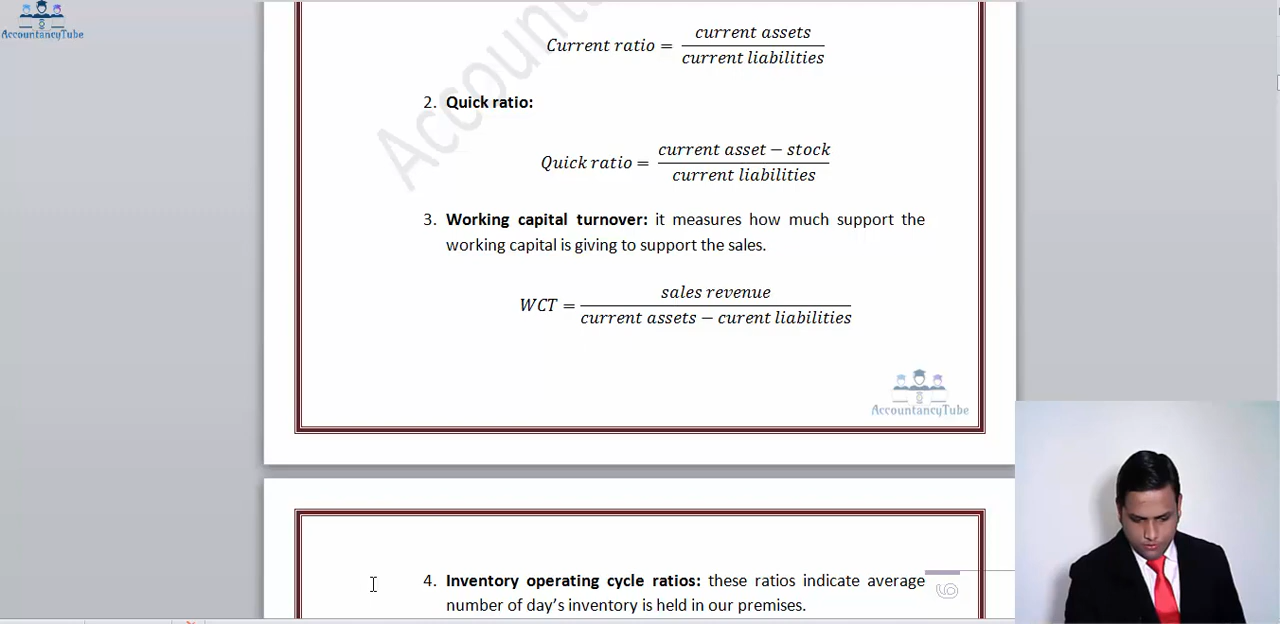 AccountancyTube
Accountan
Current ratio = current assets / current liabilities
2. Quick ratio:
Quick ratio = current asset − stock / current liabilities
3. Working capital turnover: it measures how much support the
working capital is giving to support the sales.
WCT = sales revenue / current assets − curent liabilities
AccountancyTube
4. Inventory operating cycle ratios: these ratios indicate average
number of day's inventory is held in our premises.